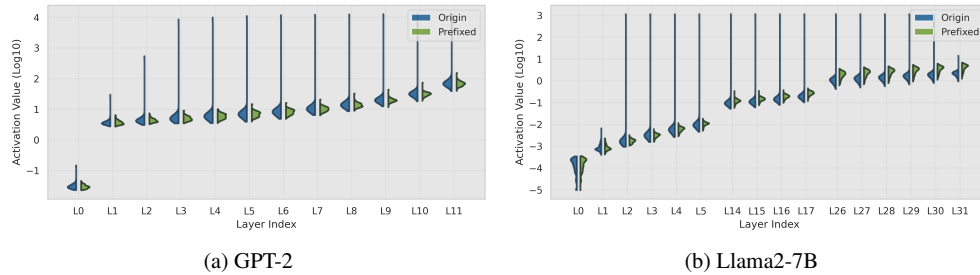 Activation Value (Log10)
4
3
2
1
0
−1
Origin
Prefixed
L0 L1 L2 L3 L4 L5 L6 L7 L8 L9 L10 L11
Layer Index
(a) GPT-2
Activation Value (Log10)
3
2
1
0
−1
−2
−3
−4
−5
Origin
Prefixed
L0 L1 L2 L3 L4 L5 L14 L15 L16 L17 L26 L27 L28 L29 L30 L31
Layer Index
(b) Llama2-7B